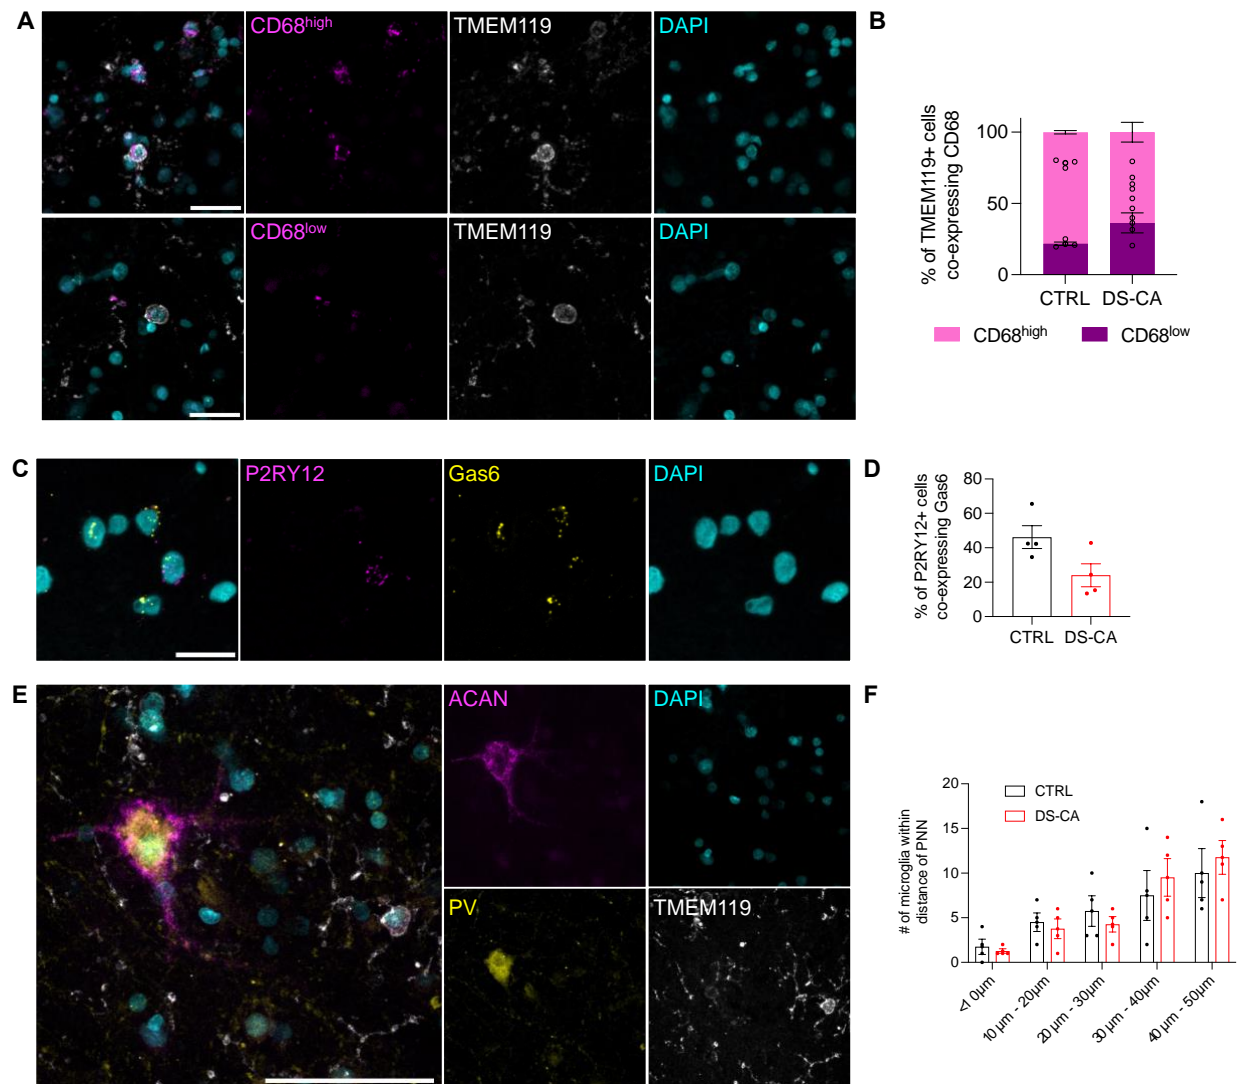 A
CD68high
TMEM119
DAPI
CD68low
TMEM119
DAPI
B
% of TMEM119+ cells
co-expressing CD68
100
50
0
CTRL
DS-CA
CD68high
CD68low
C
P2RY12
Gas6
DAPI
D
% of P2RY12+ cells
co-expressing Gas6
80
60
40
20
0
CTRL
DS-CA
E
ACAN
DAPI
PV
TMEM119
F
# of microglia within
distance of PNN
20
15
10
5
0
CTRL
DS-CA
<1 0µm
10 µm - 20µm
20 µm - 30µm
30 µm - 40µm
40 µm - 50µm